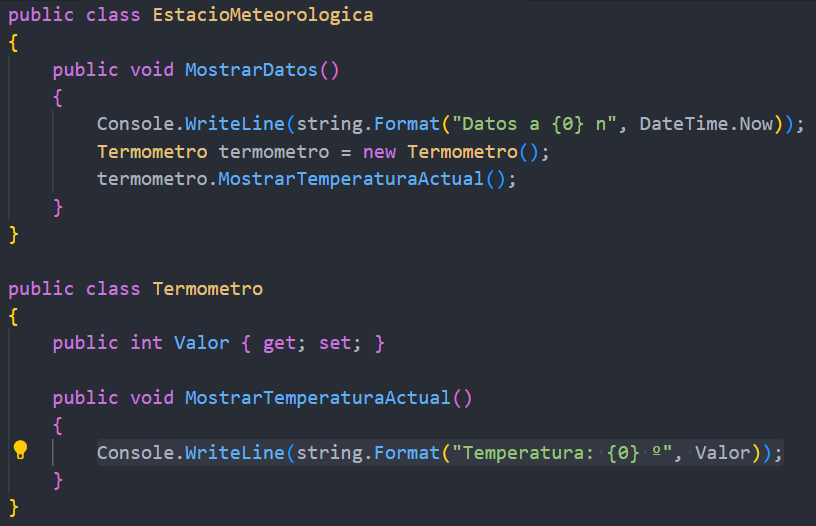 public class EstacioMeteorologica
{
    public void MostrarDatos()
    {
        Console.WriteLine(string.Format("Datos a {0} n", DateTime.Now));
        Termometro termometro = new Termometro();
        termometro.MostrarTemperaturaActual();
    }
}

public class Termometro
{
    public int Valor { get; set; }

    public void MostrarTemperaturaActual()
    {
        Console.WriteLine(string.Format("Temperatura: {0} º", Valor));
    }
}